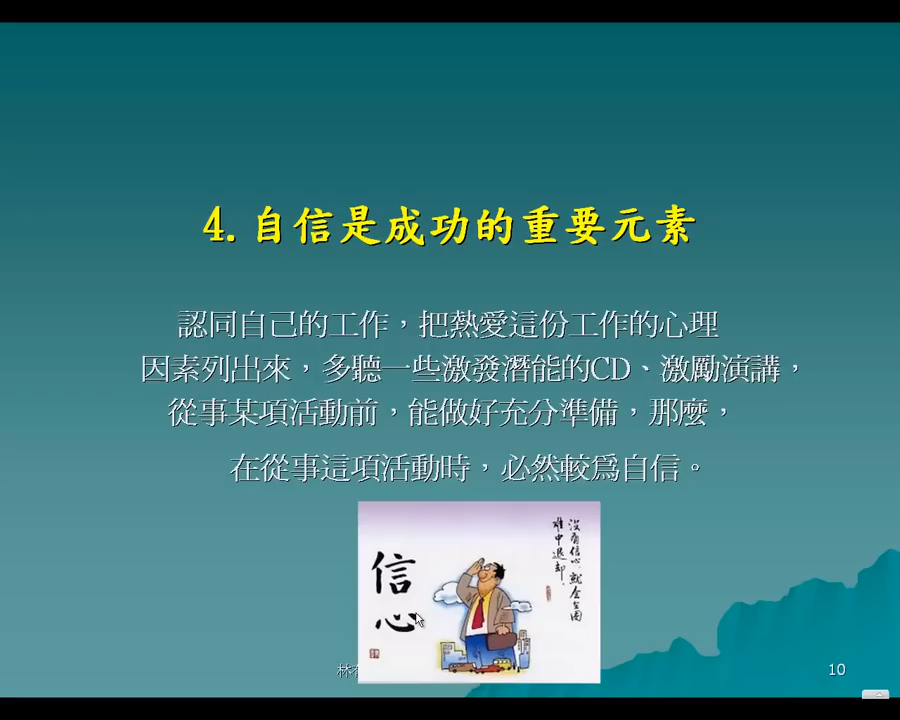 4.自信是成功的重要元素
認同自己的工作，把熱愛這份工作的心理
因素列出來，多聽一些激發潛能的CD、激勵演講，
從事某項活動前，能做好充分準備，那麼，
在從事這項活動時，必然較為自信。
信心
沒有信心，就會在困
難中退却。
林
10